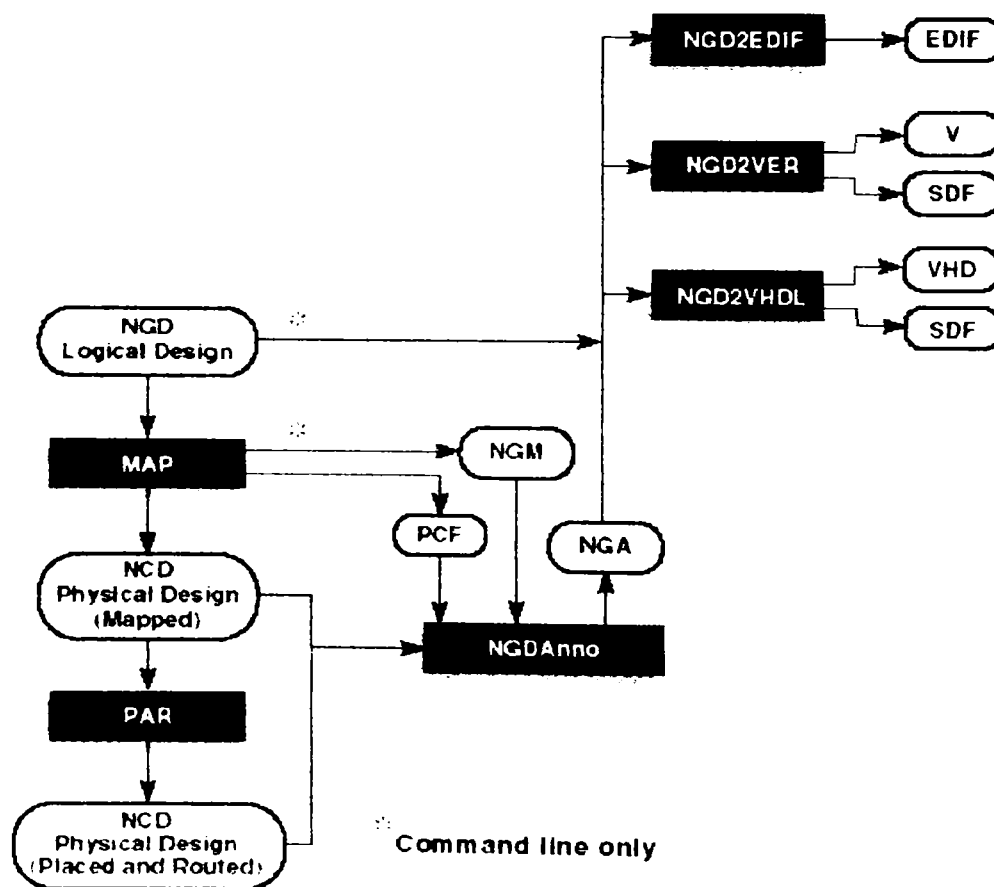 NGD2EDIF
EDIF
NGD2VER
V
SDF
NGD2VHDL
VHD
SDF
NGD
Logical Design
MAP
NGM
PCF
NGA
NCD
Physical Design
(Mapped)
NGDAnno
PAR
NCD
Physical Design
(Placed and Routed)
Command line only